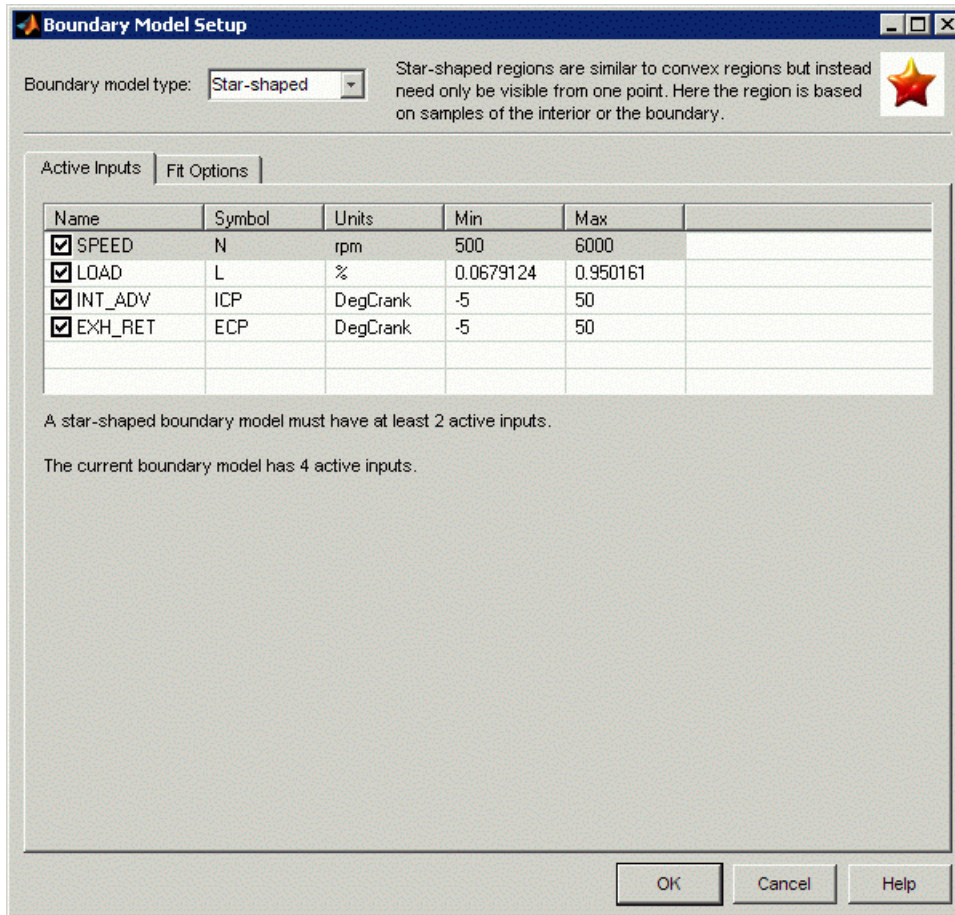 Boundary Model Setup
Boundary model type: Star-shaped
Star-shaped regions are similar to convex regions but instead
need only be visible from one point. Here the region is based
on samples of the interior or the boundary.
Active Inputs Fit Options
Name Symbol Units Min Max
SPEED N rpm 500 6000
LOAD L % 0.0679124 0.950161
INT_ADV ICP DegCrank -5 50
EXH_RET ECP DegCrank -5 50
A star-shaped boundary model must have at least 2 active inputs.
The current boundary model has 4 active inputs.
OK Cancel Help